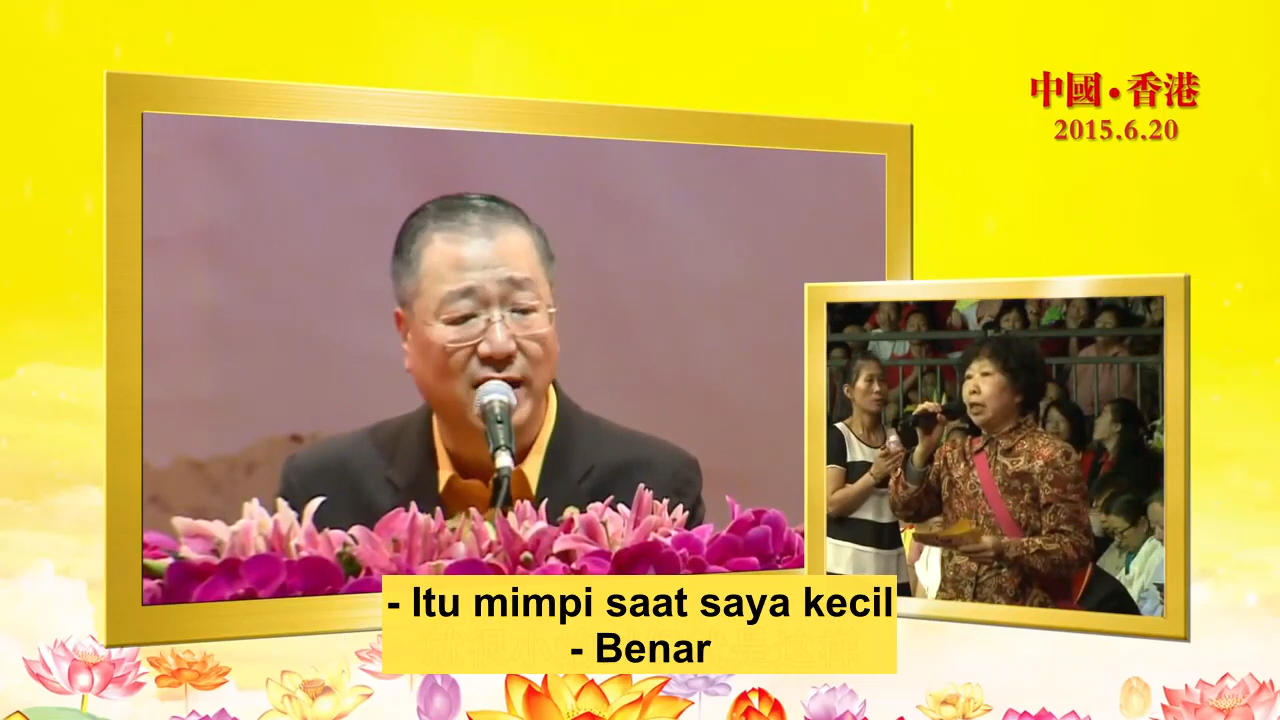 中國·香港
2015.6.20
- Itu mimpi saat saya kecil
- Benar